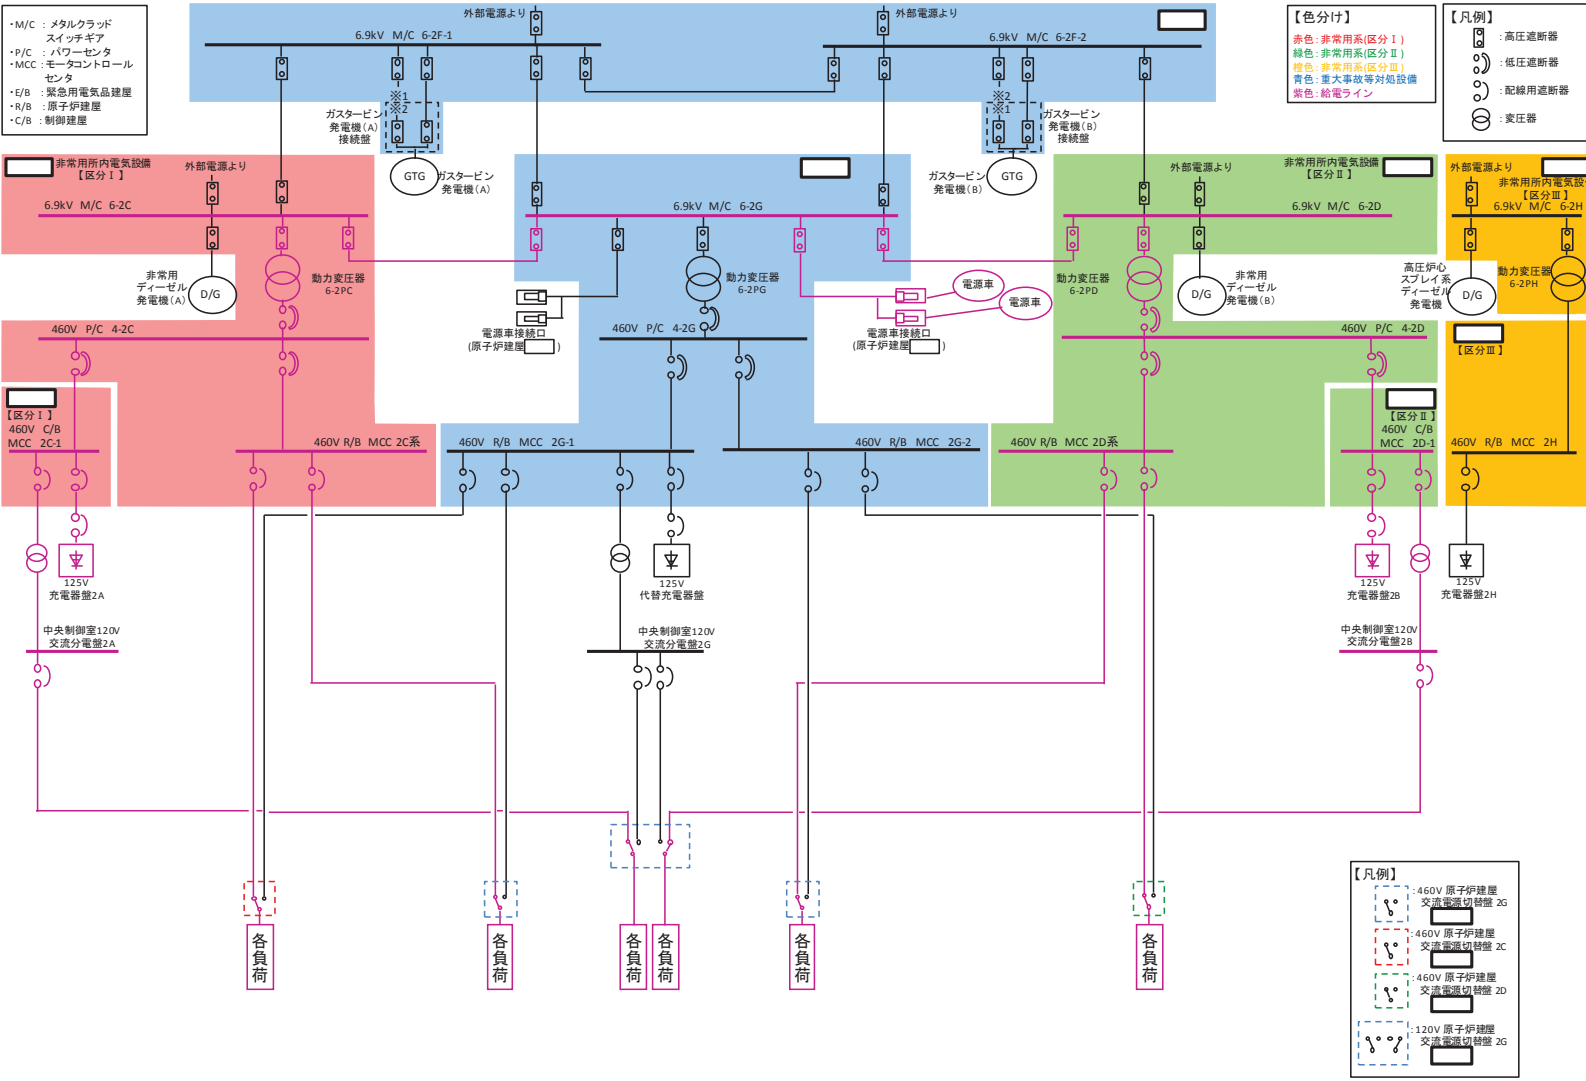 ・M/C ： メタルクラッド
スイッチギア
・P/C ： パワーセンタ
・MCC ： モータコントロール
センタ
・E/B ： 緊急用電気品建屋
・R/B ： 原子炉建屋
・C/B ： 制御建屋
外部電源より
外部電源より
6.9kV M/C 6-2F-1
6.9kV M/C 6-2F-2
【色分け】
赤色：非常用系(区分Ⅰ)
緑色：非常用系(区分Ⅱ)
橙色：非常用系(区分Ⅲ)
青色：重大事故等対処設備
紫色：給電ライン
【凡例】
：高圧遮断器
：低圧遮断器
：配線用遮断器
：変圧器
※1
※2
ガスタービン
発電機(A)
接続盤
GTG
ガスタービン
発電機(A)
※2
※1
ガスタービン
発電機(B)
接続盤
GTG
ガスタービン
発電機(B)
非常用所内電気設備
【区分Ⅰ】
外部電源より
6.9kV M/C 6-2C
非常用
ディーゼル
発電機(A)
D/G
動力変圧器
6-2PC
6.9kV M/C 6-2G
動力変圧器
6-2PG
電源車接続口
(原子炉建屋 )
電源車
電源車
電源車接続口
(原子炉建屋 )
外部電源より
非常用所内電気設備
【区分Ⅱ】
6.9kV M/C 6-2D
動力変圧器
6-2PD
D/G
非常用
ディーゼル
発電機(B)
外部電源より
非常用所内電気設
【区分Ⅲ】
6.9kV M/C 6-2H
高圧炉心
スプレイ系
ディーゼル
発電機
D/G
動力変圧器
6-2PH
460V P/C 4-2C
460V P/C 4-2G
460V P/C 4-2D
【区分Ⅲ】
【区分Ⅰ】
460V C/B
MCC 2C-1
460V R/B MCC 2C系
460V R/B MCC 2G-1
460V R/B MCC 2G-2
460V R/B MCC 2D系
【区分Ⅱ】
460V C/B
MCC 2D-1
460V R/B MCC 2H
125V
充電器盤2A
125V
代替充電器盤
125V
充電器盤2B
125V
充電器盤2H
中央制御室120V
交流分電盤2A
中央制御室120V
交流分電盤2G
中央制御室120V
交流分電盤2B
各負荷
各負荷
各負荷
各負荷
各負荷
各負荷
【凡例】
：460V 原子炉建屋
交流電源切替盤 2G
：460V 原子炉建屋
交流電源切替盤 2C
：460V 原子炉建屋
交流電源切替盤 2D
：120V 原子炉建屋
交流電源切替盤 2G